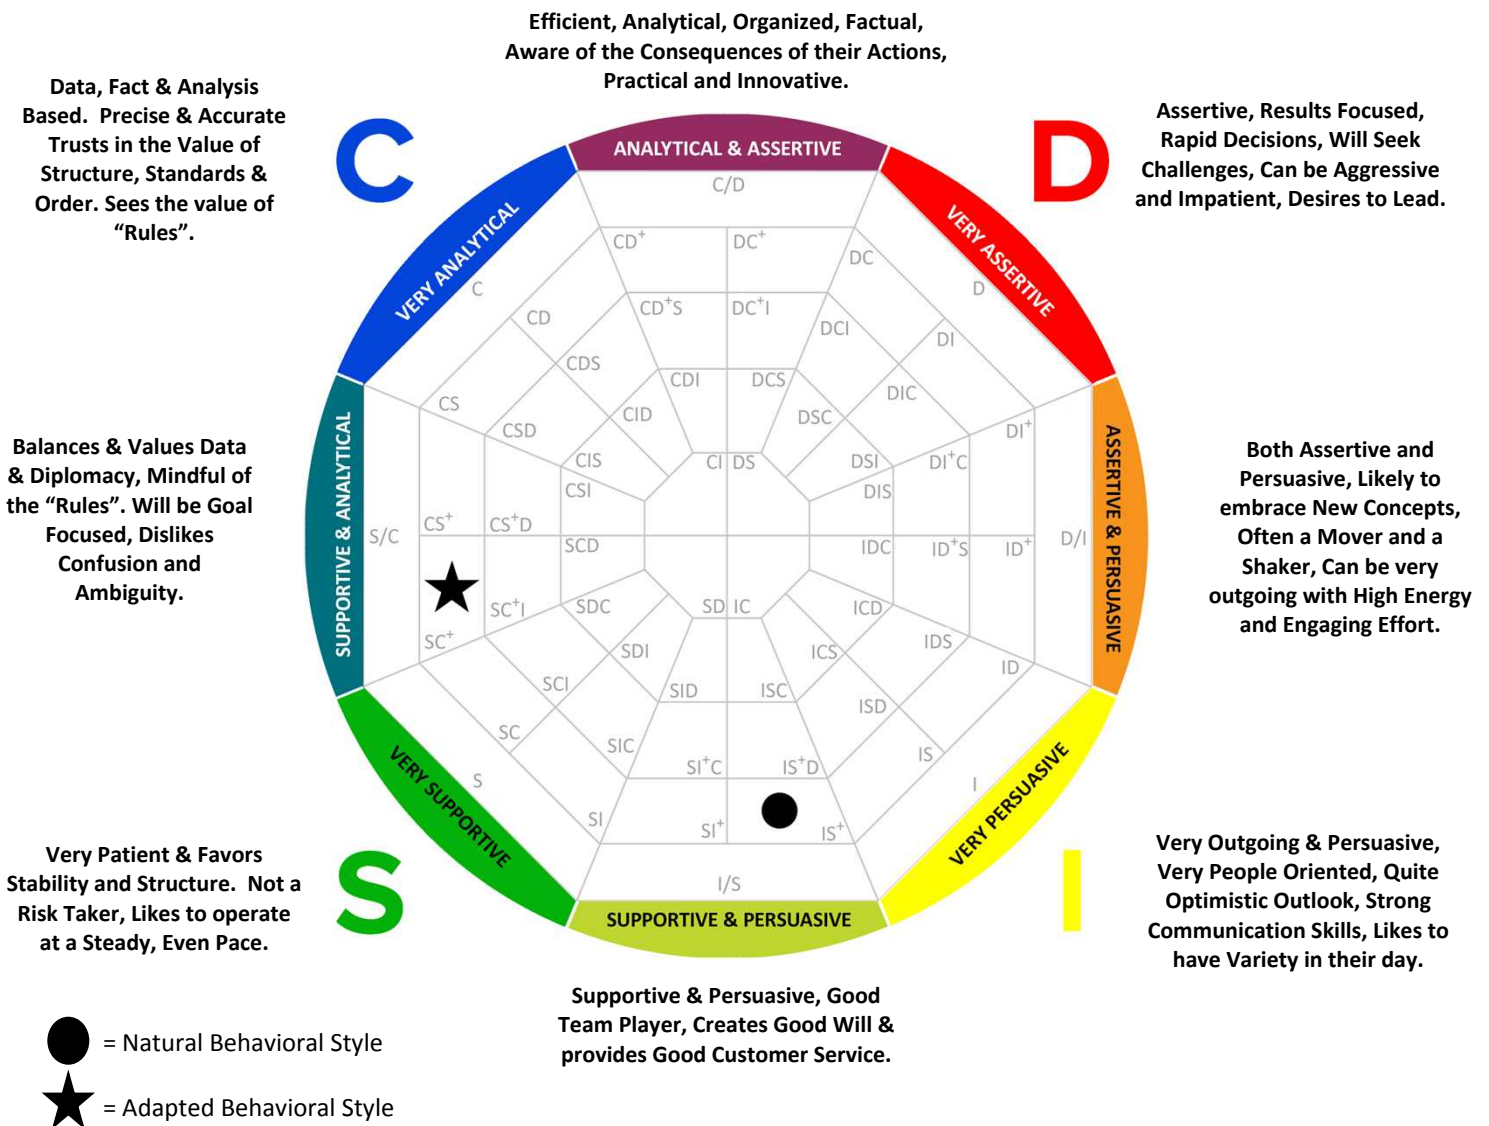 Efficient, Analytical, Organized, Factual,
Aware of the Consequences of their Actions,
Practical and Innovative.
Data, Fact & Analysis
Based. Precise & Accurate
Trusts in the Value of
Structure, Standards &
Order. Sees the value of
“Rules”.
C
D
Assertive, Results Focused,
Rapid Decisions, Will Seek
Challenges, Can be Aggressive
and Impatient, Desires to Lead.
ANALYTICAL & ASSERTIVE
VERY ANALYTICAL
VERY ASSERTIVE
C/D
CD+
DC+
DC
C
D
CD
CD+S
DC+I
DCI
DI
CDS
CDI
DCS
DIC
CS
CID
DSC
CSD
DI+
CIS
CI
DS
DSI
DI+C
CSI
DIS
SUPPORTIVE & ANALYTICAL
S/C
CS+
CS+D
SCD
IDC
ID+S
ID+
D/I
ASSERTIVE & PERSUASIVE
SC+
SC+I
SDC
SD
IC
ICD
SDI
ICS
IDS
ID
SCI
SID
ISC
ISD
SC
SIC
SI+C
IS+D
IS
S
I
SI
SI+
IS+
I/S
VERY SUPPORTIVE
VERY PERSUASIVE
SUPPORTIVE & PERSUASIVE
Balances & Values Data
& Diplomacy, Mindful of
the “Rules”. Will be Goal
Focused, Dislikes
Confusion and
Ambiguity.
Both Assertive and
Persuasive, Likely to
embrace New Concepts,
Often a Mover and a
Shaker, Can be very
outgoing with High Energy
and Engaging Effort.
S
I
Very Patient & Favors
Stability and Structure. Not a
Risk Taker, Likes to operate
at a Steady, Even Pace.
Very Outgoing & Persuasive,
Very People Oriented, Quite
Optimistic Outlook, Strong
Communication Skills, Likes to
have Variety in their day.
Supportive & Persuasive, Good
Team Player, Creates Good Will &
provides Good Customer Service.
= Natural Behavioral Style
= Adapted Behavioral Style